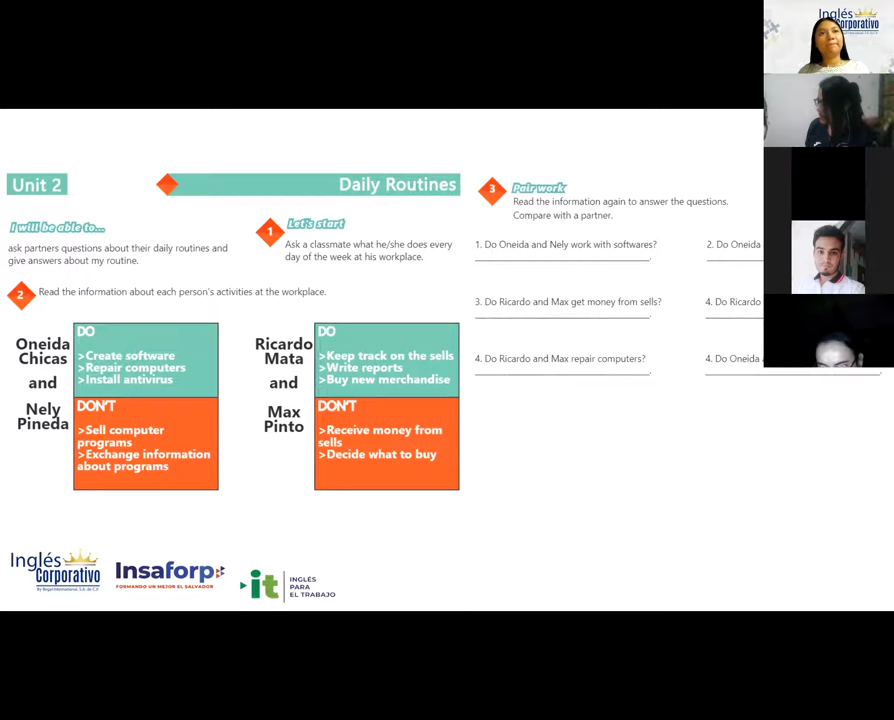 Inglés
Corporativo
Unit 2
Daily Routines
I will be able to...
ask partners questions about their daily routines and
give answers about my routine.
1
Let's start
Ask a classmate what he/she does every
day of the week at his workplace.
2
Read the information about each person's activities at the workplace.
Oneida
Chicas
and
Nely
Pineda
DO
>Create software
>Repair computers
>Install antivirus
DON'T
>Sell computer
programs
>Exchange information
about programs
Ricardo
Mata
and
Max
Pinto
DO
>Keep track on the sells
>Write reports
>Buy new merchandise
DON'T
>Receive money from
sells
>Decide what to buy
3
Pair work
Read the information again to answer the questions.
Compare with a partner.
1. Do Oneida and Nely work with softwares?
2. Do Oneida
3. Do Ricardo and Max get money from sells?
4. Do Ricardo
4. Do Ricardo and Max repair computers?
4. Do Oneida
Inglés
Corporativo
By Regal International, S.A. de C.V.
Insaforp
FORMANDO UN MEJOR EL SALVADOR
it
INGLÉS
PARA
EL TRABAJO